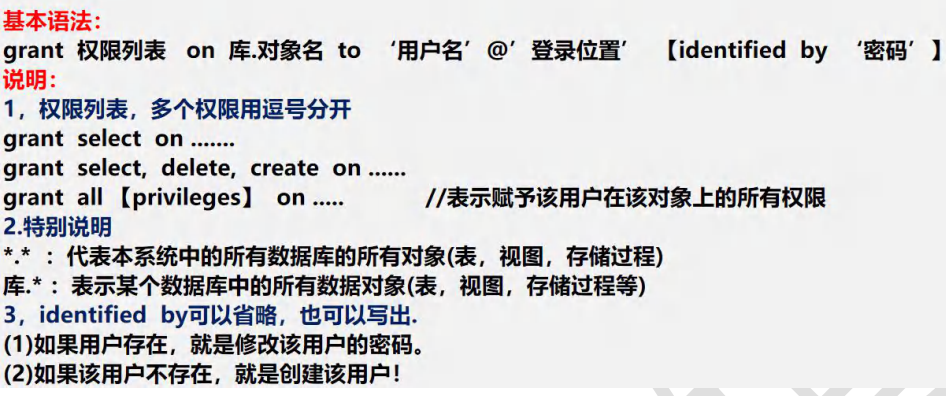 基本语法：
grant 权限列表 on 库.对象名 to ‘用户名’@’登录位置’ 【identified by ‘密码’】
说明：
1，权限列表，多个权限用逗号分开
grant select on .......
grant select, delete, create on ......
grant all 【privileges】 on ..... //表示赋予该用户在该对象上的所有权限
2.特别说明
*.* ：代表本系统中的所有数据库的所有对象(表，视图，存储过程)
库.*：表示某个数据库中的所有数据对象(表，视图，存储过程等)
3，identified by可以省略，也可以写出.
(1)如果用户存在，就是修改该用户的密码。
(2)如果该用户不存在，就是创建该用户！